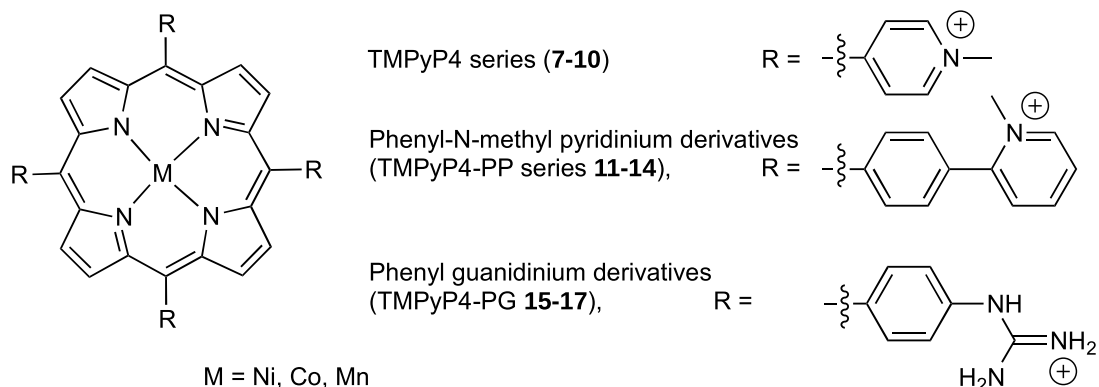 R
R
M
R
R
N
N
N
N
M = Ni, Co, Mn
TMPyP4 series (7-10)
R =
N
+
Phenyl-N-methyl pyridinium derivatives
(TMPyP4-PP series 11-14),
R =
N
+
Phenyl guanidinium derivatives
(TMPyP4-PG 15-17),
R =
NH
NH₂
H₂N
+